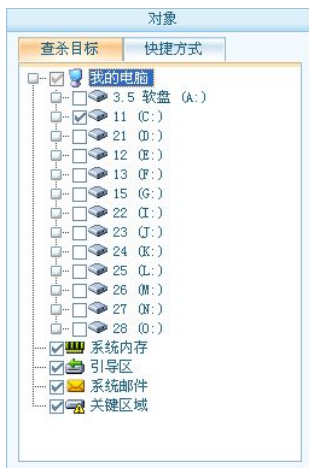 对象
查杀目标 快捷方式
我的电脑
3.5 软盘 (A:)
11 (C:)
21 (D:)
12 (E:)
13 (F:)
15 (G:)
22 (I:)
23 (J:)
24 (K:)
25 (L:)
26 (M:)
27 (N:)
28 (O:)
系统内存
引导区
系统邮件
关键区域